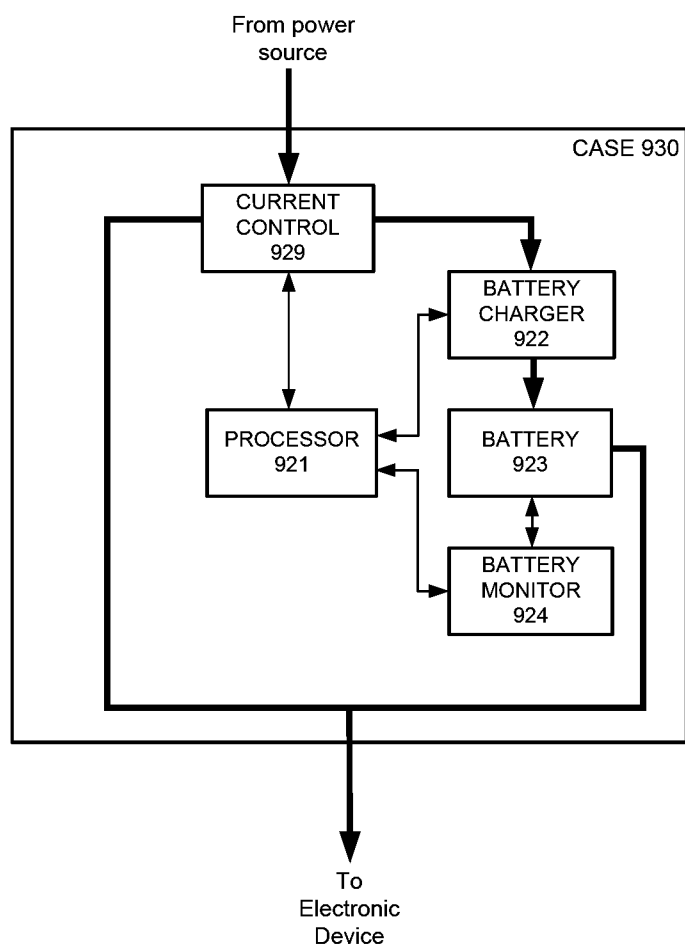 From power
source
CASE 930
CURRENT
CONTROL
929
BATTERY
CHARGER
922
PROCESSOR
921
BATTERY
923
BATTERY
MONITOR
924
To
Electronic
Device